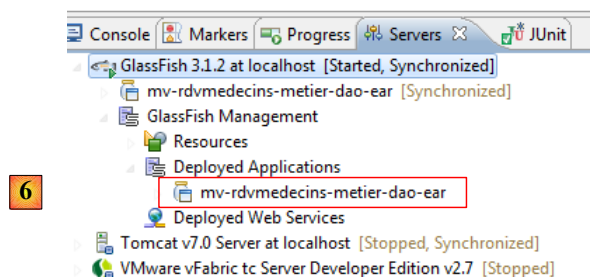 Console Markers Progress Servers JUnit
GlassFish 3.1.2 at localhost [Started, Synchronized]
mv-rdvmedecins-metier-dao-ear [Synchronized]
GlassFish Management
Resources
Deployed Applications
6 mv-rdvmedecins-metier-dao-ear
Deployed Web Services
Tomcat v7.0 Server at localhost [Stopped, Synchronized]
VMware vFabric tc Server Developer Edition v2.7 [Stopped]